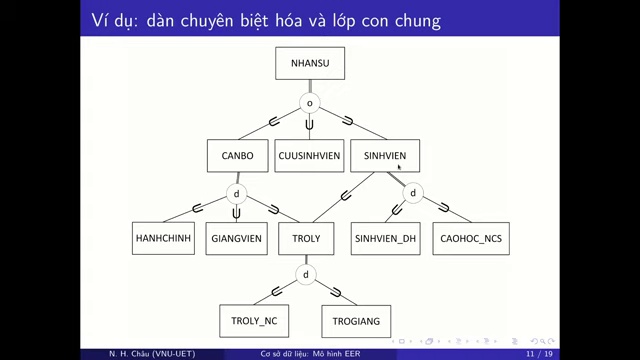 Ví dụ: dàn chuyên biệt hóa và lớp con chung
NHANSU
o
CANBO CUUSINHVIEN SINHVIEN
d d
HANHCHINH GIANGVIEN TROLY SINHVIEN_DH CAOHOC_NCS
d
TROLY_NC TROGIANG
N. H. Châu (VNU-UET) Cơ sở dữ liệu: Mô hình EER 11 / 19